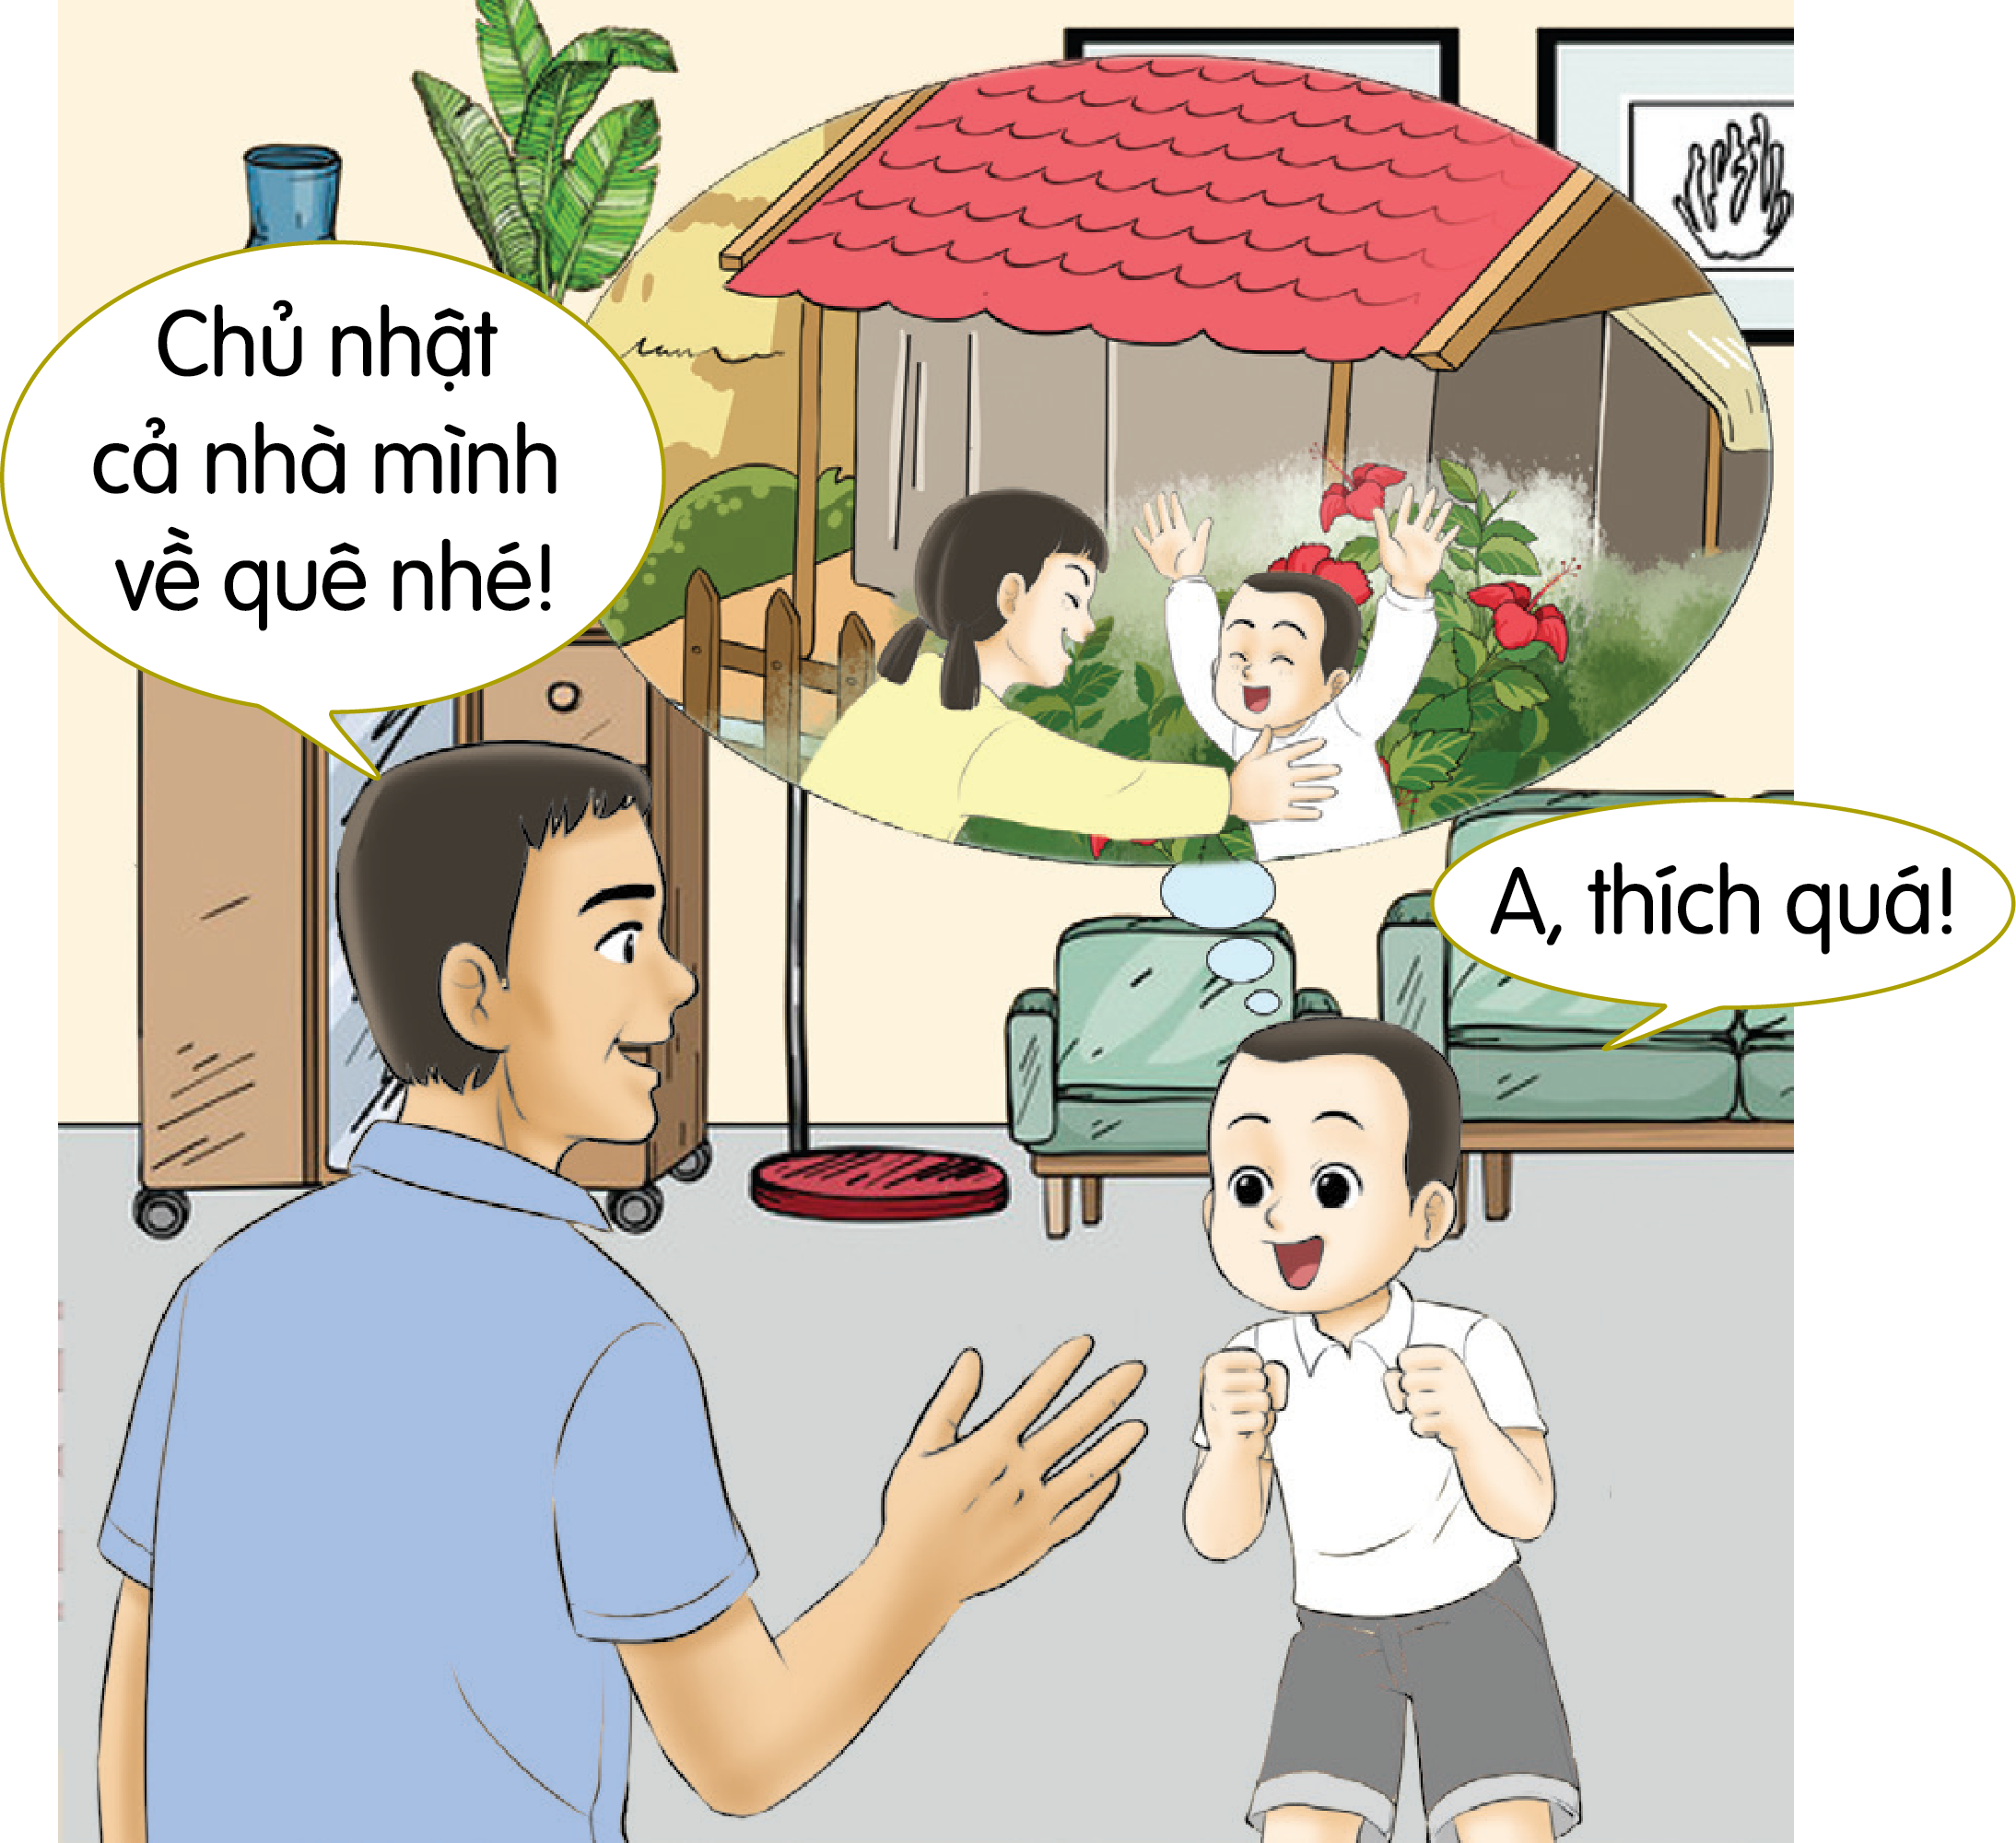 Chủ nhật
cả nhà mình
về quê nhé!
A, thích quá!